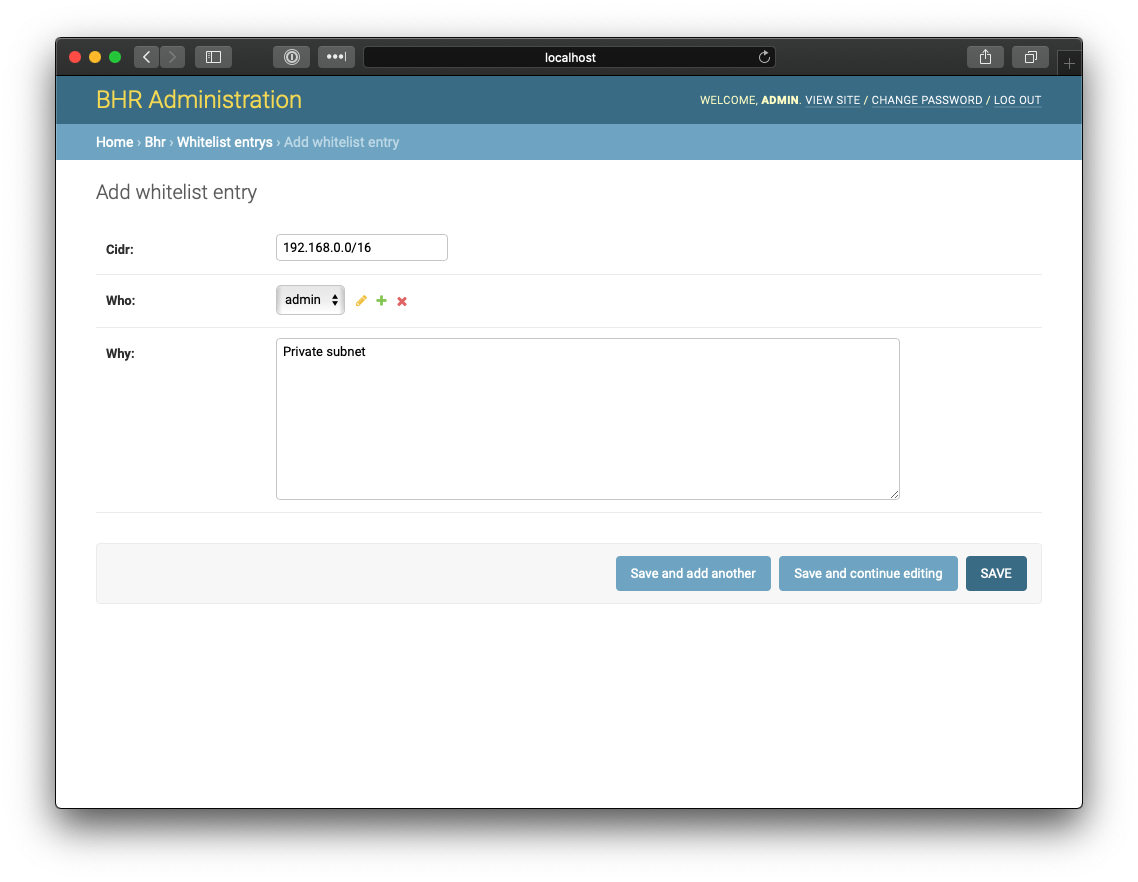 localhost
BHR Administration
WELCOME, ADMIN. VIEW SITE / CHANGE PASSWORD / LOG OUT
Home › Bhr › Whitelist entrys › Add whitelist entry
Add whitelist entry
Cidr: 192.168.0.0/16
Who: admin
Why: Private subnet
Save and add another Save and continue editing SAVE